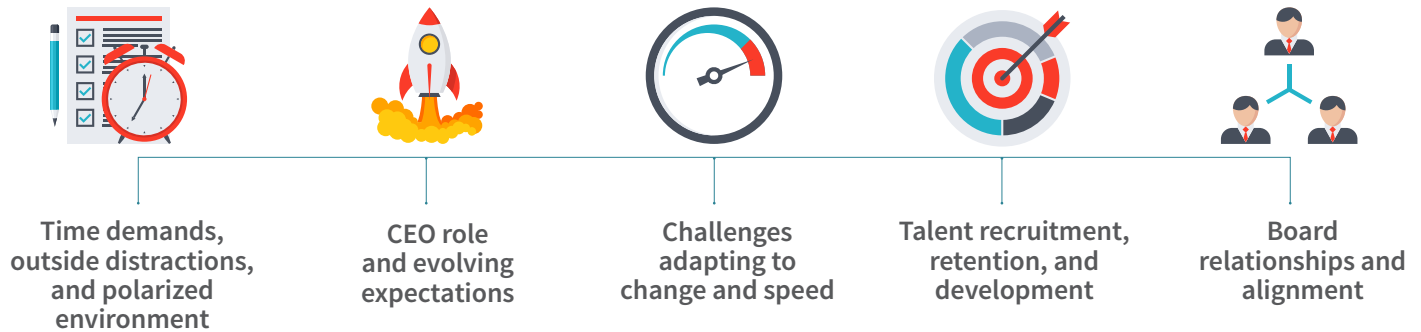 Time demands,
outside distractions,
and polarized
environment
CEO role
and evolving
expectations
Challenges
adapting to
change and speed
Talent recruitment,
retention, and
development
Board
relationships and
alignment